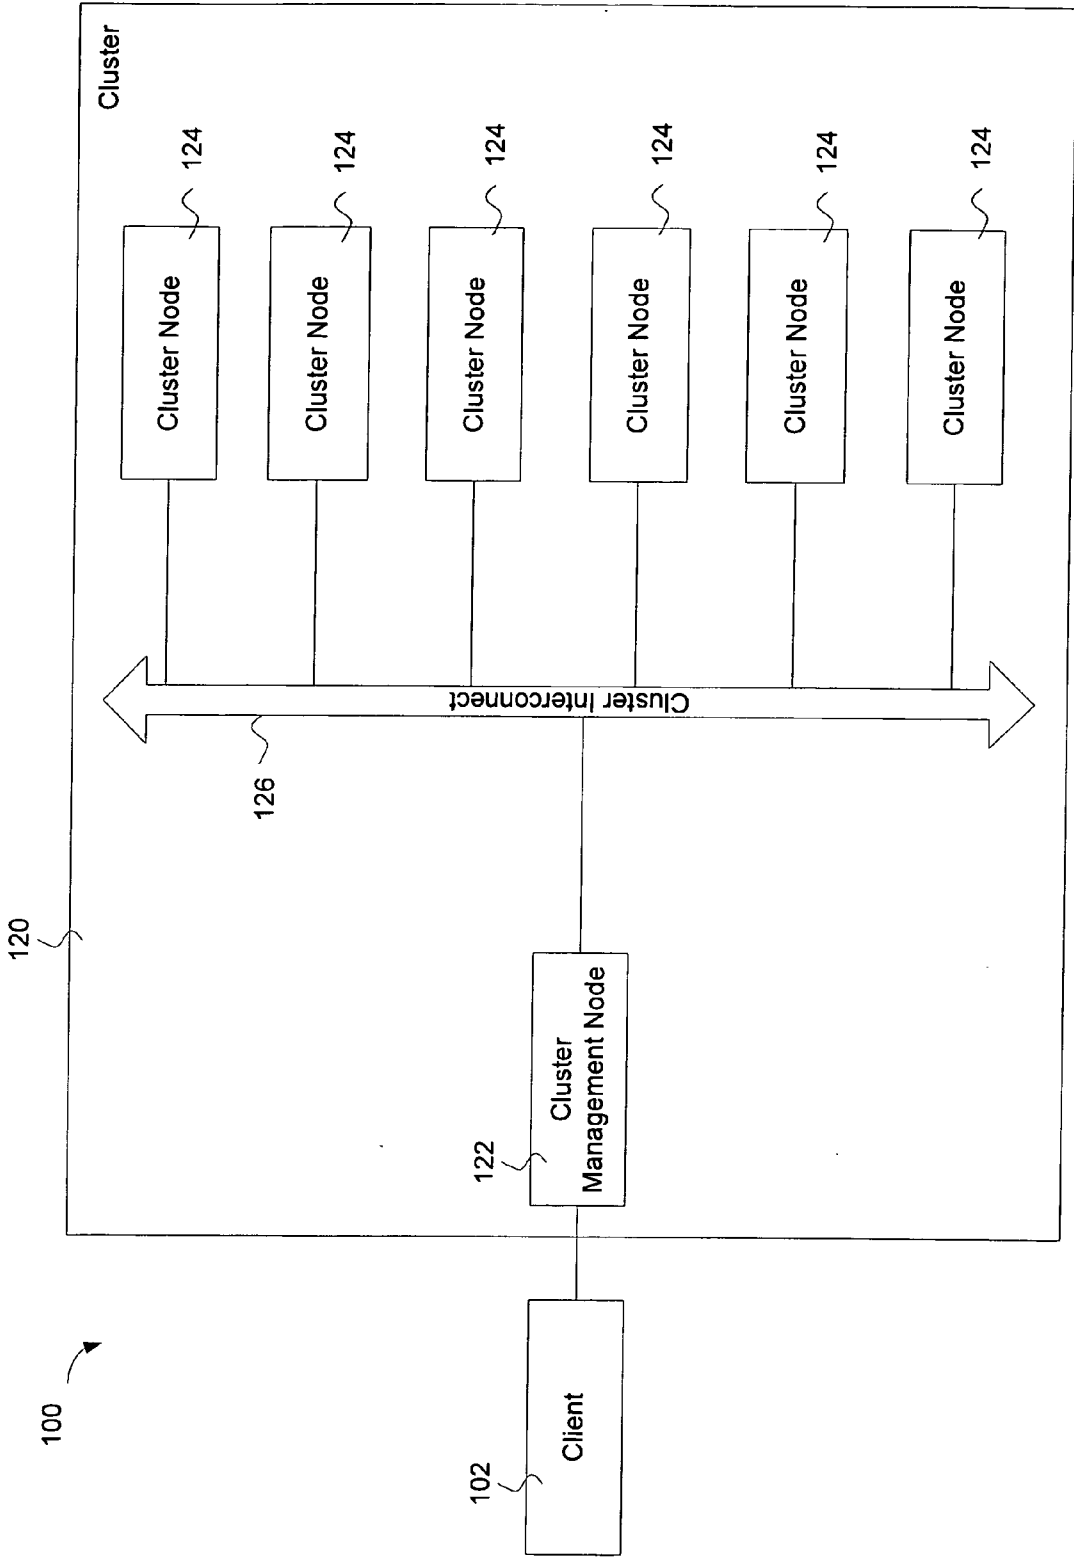 100
120
Cluster
102
Client
122
Cluster
Management Node
126
Cluster Interconnect
Cluster Node
124
Cluster Node
124
Cluster Node
124
Cluster Node
124
Cluster Node
124
Cluster Node
124